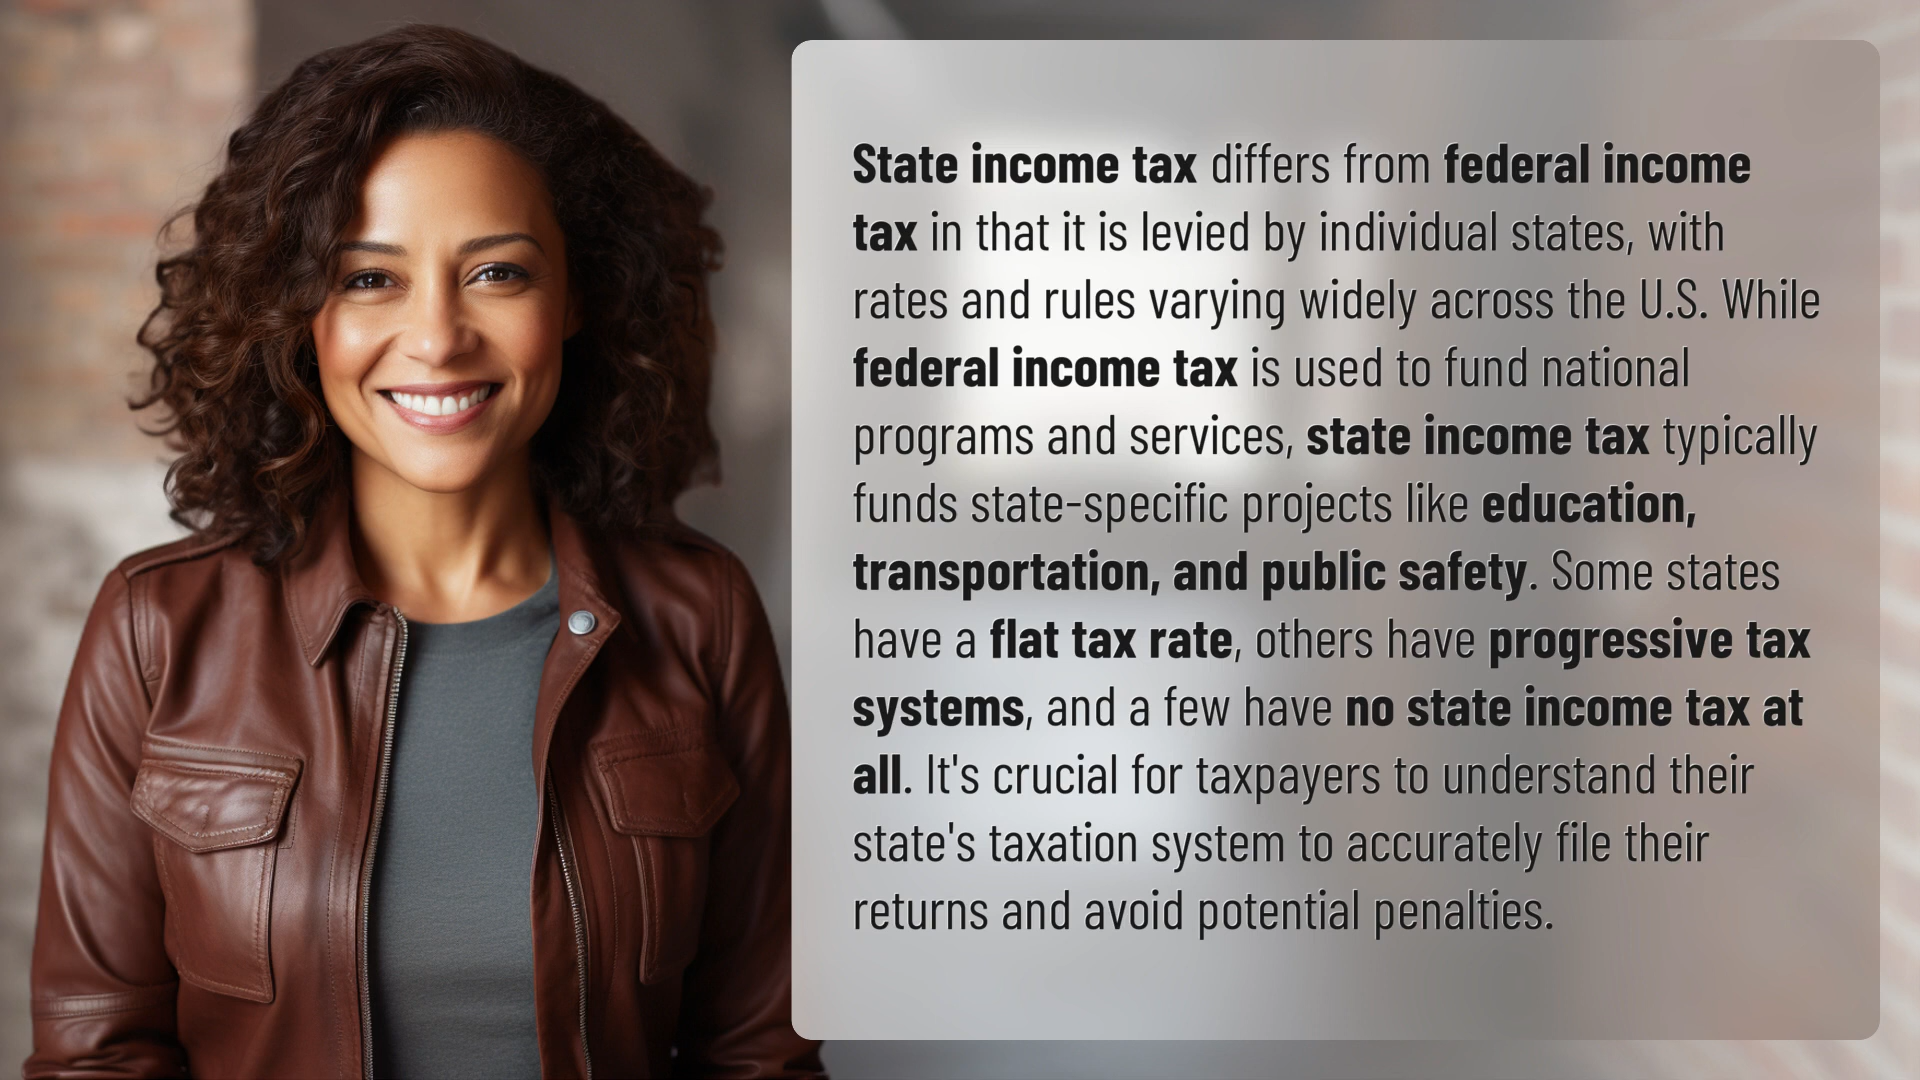 State income tax differs from federal income
tax in that it is levied by individual states, with
rates and rules varying widely across the U.S. While
federal income tax is used to fund national
programs and services, state income tax typically
funds state-specific projects like education,
transportation, and public safety. Some states
have a flat tax rate, others have progressive tax
systems, and a few have no state income tax at
all. It's crucial for taxpayers to understand their
state's taxation system to accurately file their
returns and avoid potential penalties.